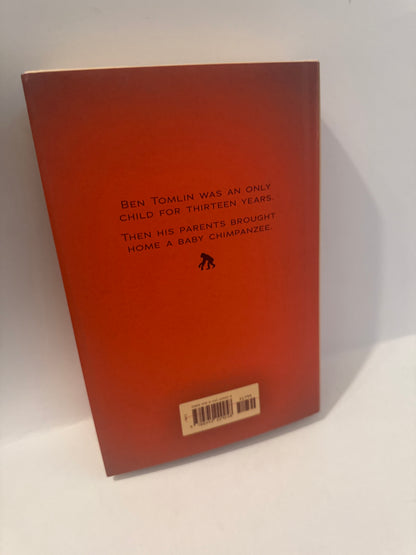 BEN TOMLIN WAS AN ONLY
CHILD FOR THIRTEEN YEARS.
THEN HIS PARENTS BROUGHT
HOME A BABY CHIMPANZEE.